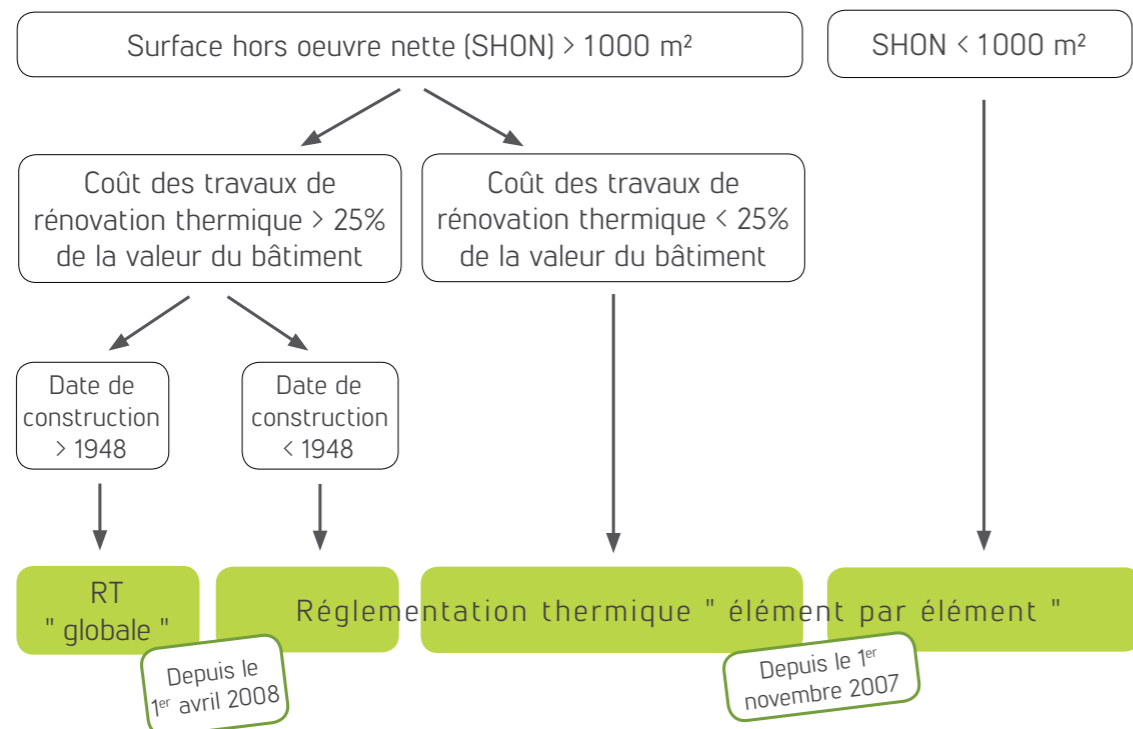 Surface hors oeuvre nette (SHON) > 1000 m²
SHON < 1000 m²
Coût des travaux de
rénovation thermique > 25%
de la valeur du bâtiment
Coût des travaux de
rénovation thermique < 25%
de la valeur du bâtiment
Date de
construction
> 1948
Date de
construction
< 1948
RT
" globale "
Réglementation thermique " élément par élément "
Depuis le
1er avril 2008
Depuis le 1er
novembre 2007